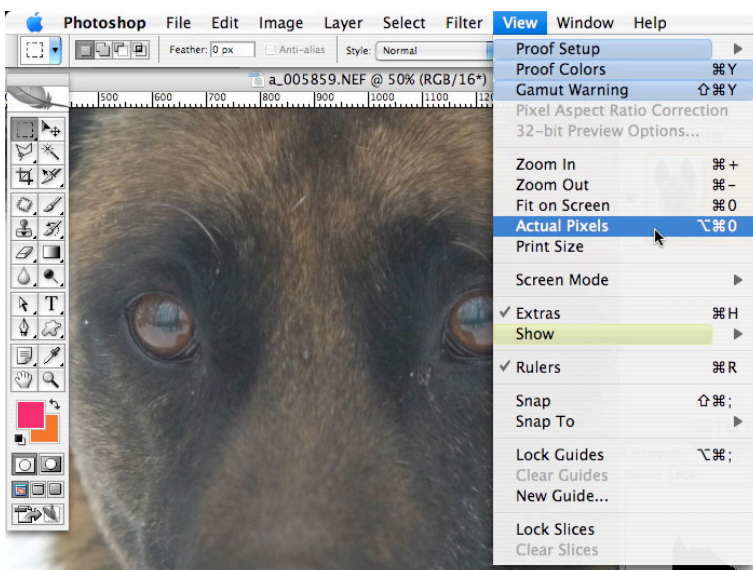 Photoshop File Edit Image Layer Select Filter View Window Help
Feather: 0 px Anti-alias Style: Normal
a_005859.NEF @ 50% (RGB/16*)
500 600 700 800 900 1000 1100
Proof Setup
Proof Colors ⌘Y
Gamut Warning ⇧⌘Y
Pixel Aspect Ratio Correction
32-bit Preview Options...
Zoom In ⌘+
Zoom Out ⌘-
Fit on Screen ⌘0
Actual Pixels ⌥⌘0
Print Size
Screen Mode
✓ Extras ⌘H
Show
✓ Rulers ⌘R
Snap ⇧⌘;
Snap To
Lock Guides ⌥⌘;
Clear Guides
New Guide...
Lock Slices
Clear Slices